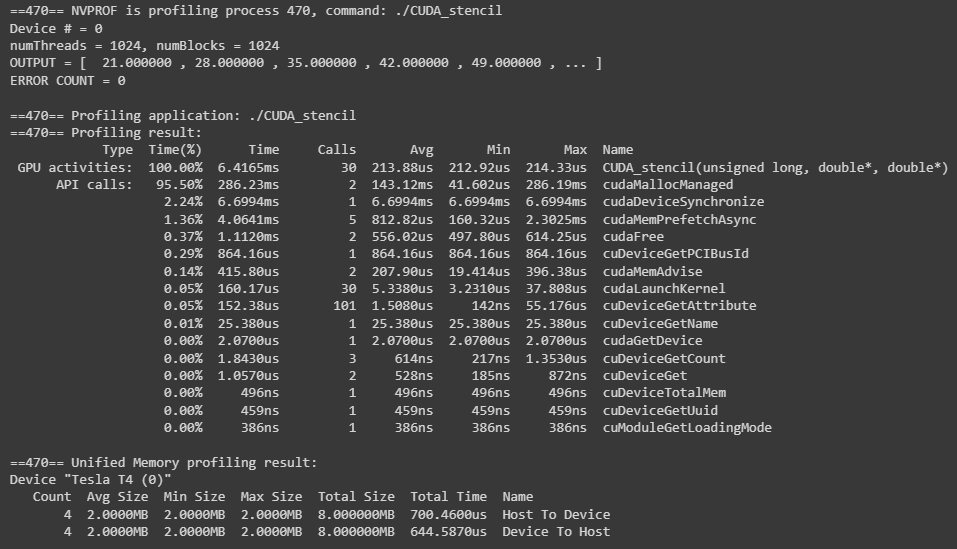 ==470== NVPROF is profiling process 470, command: ./CUDA_stencil
Device # = 0
numThreads = 1024, numBlocks = 1024
OUTPUT = [  21.000000 , 28.000000 , 35.000000 , 42.000000 , 49.000000 , ... ]
ERROR COUNT = 0

==470== Profiling application: ./CUDA_stencil
==470== Profiling result:
            Type  Time(%)      Time     Calls       Avg       Min       Max  Name
 GPU activities:  100.00%  6.4165ms        30  213.88us  212.92us  214.33us  CUDA_stencil(unsigned long, double*, double*)
      API calls:   95.50%  286.23ms         2  143.12ms  41.602us  286.19ms  cudaMallocManaged
                    2.24%  6.6994ms         1  6.6994ms  6.6994ms  6.6994ms  cudaDeviceSynchronize
                    1.36%  4.0641ms         5  812.82us  160.32us  2.3025ms  cudaMemPrefetchAsync
                    0.37%  1.1120ms         2  556.02us  497.80us  614.25us  cudaFree
                    0.29%  864.16us         1  864.16us  864.16us  864.16us  cuDeviceGetPCIBusId
                    0.14%  415.80us         2  207.90us  19.414us  396.38us  cudaMemAdvise
                    0.05%  160.17us        30  5.3380us  3.2310us  37.808us  cudaLaunchKernel
                    0.05%  152.38us       101  1.5080us     142ns  55.176us  cuDeviceGetAttribute
                    0.01%  25.380us         1  25.380us  25.380us  25.380us  cuDeviceGetName
                    0.00%  2.0700us         1  2.0700us  2.0700us  2.0700us  cudaGetDevice
                    0.00%  1.8430us         3     614ns     217ns  1.3530us  cuDeviceGetCount
                    0.00%  1.0570us         2     528ns     185ns     872ns  cuDeviceGet
                    0.00%     496ns         1     496ns     496ns     496ns  cuDeviceTotalMem
                    0.00%     459ns         1     459ns     459ns     459ns  cuDeviceGetUuid
                    0.00%     386ns         1     386ns     386ns     386ns  cuModuleGetLoadingMode

==470== Unified Memory profiling result:
Device "Tesla T4 (0)"
   Count  Avg Size  Min Size  Max Size  Total Size  Total Time  Name
       4  2.0000MB  2.0000MB  2.0000MB  8.000000MB  700.4600us  Host To Device
       4  2.0000MB  2.0000MB  2.0000MB  8.000000MB  644.5870us  Device To Host